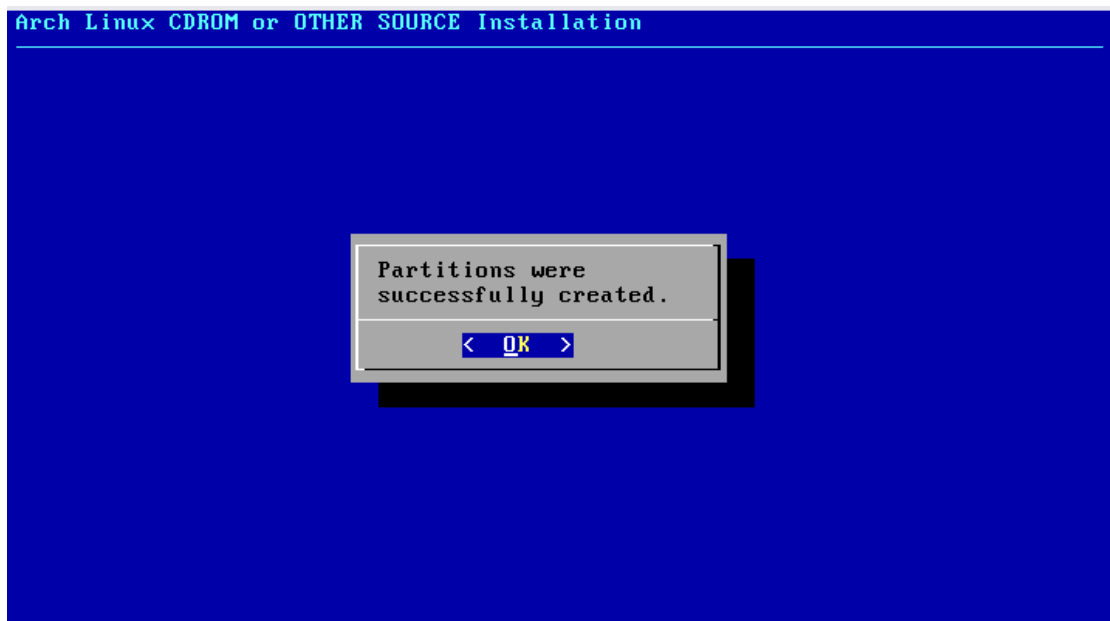 Arch Linux CDROM or OTHER SOURCE Installation
Partitions were
successfully created.
< OK >